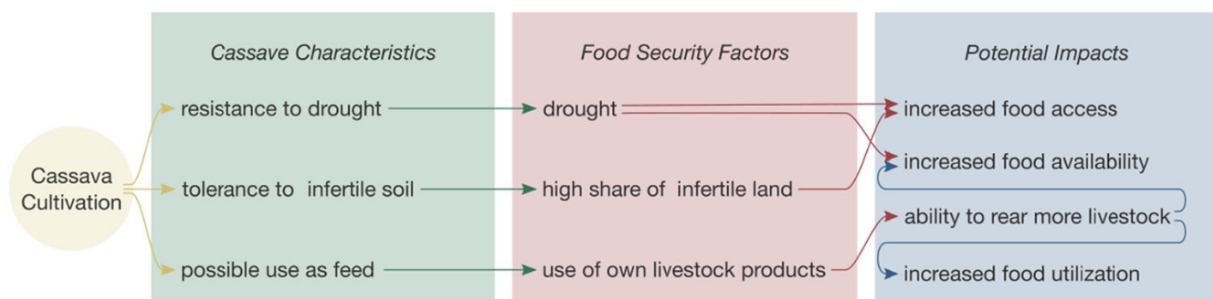 Cassave Characteristics
Food Security Factors
Potential Impacts
resistance to drought
drought
increased food access
Cassava
Cultivation
tolerance to infertile soil
high share of infertile land
increased food availability
ability to rear more livestock
possible use as feed
use of own livestock products
increased food utilization